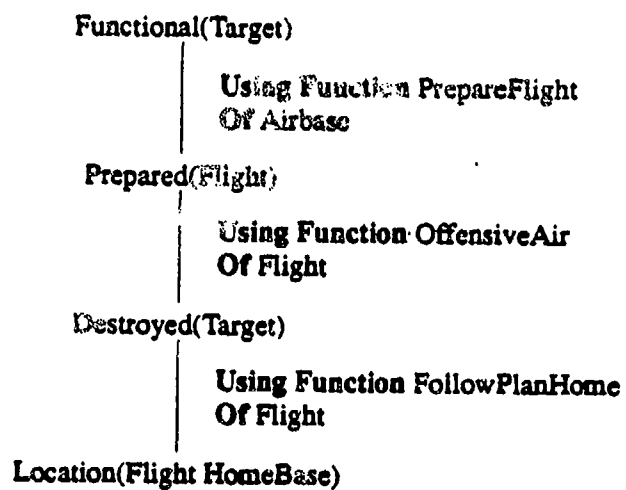 Functional(Target)
Using Function PrepareFlight
Of Airbase
Prepared(Flight)
Using Function OffensiveAir
Of Flight
Destroyed(Target)
Using Function FollowPlanHome
Of Flight
Location(Flight HomeBase)